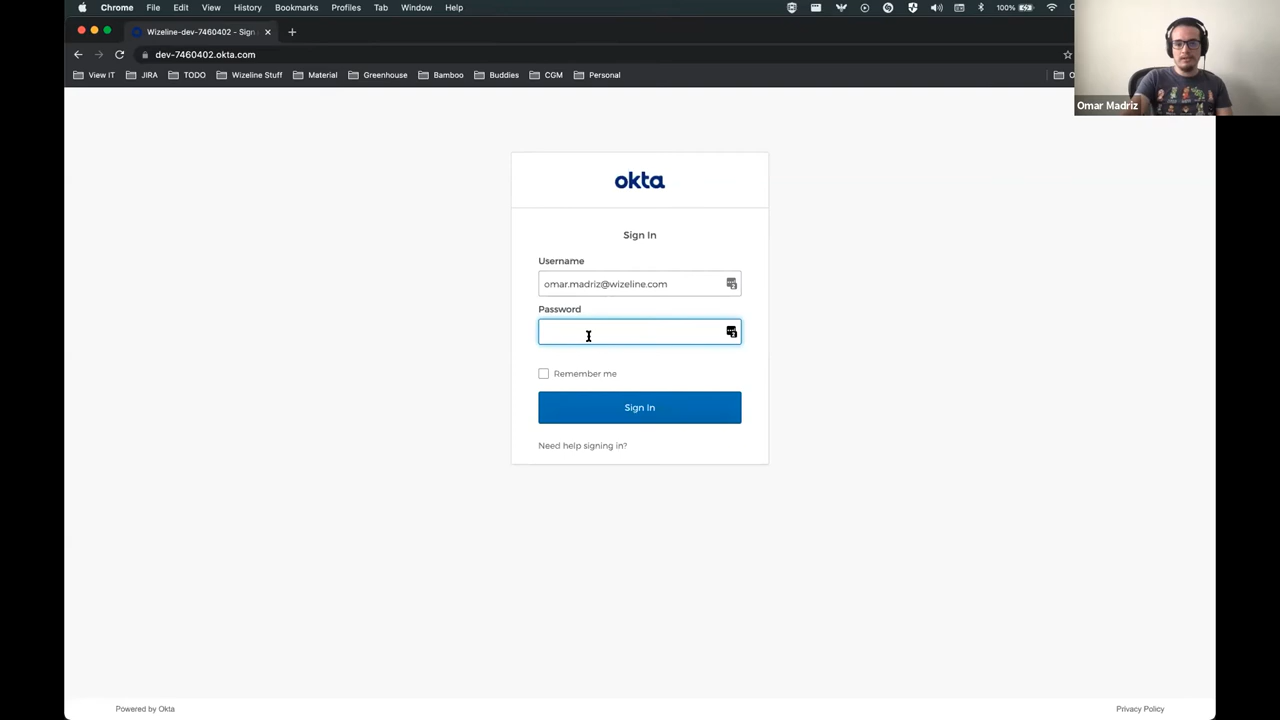 Chrome File Edit View History Bookmarks Profiles Tab Window Help 100%
Wizeline-dev-7460402 - Sign
dev-7460402.okta.com
View IT JIRA TODO Wizeline Stuff Material Greenhouse Bamboo Buddies CGM Personal O
Omar Madriz
okta
Sign In
Username
omar.madriz@wizeline.com
Password
Remember me
Sign In
Need help signing in?
Powered by Okta
Privacy Policy